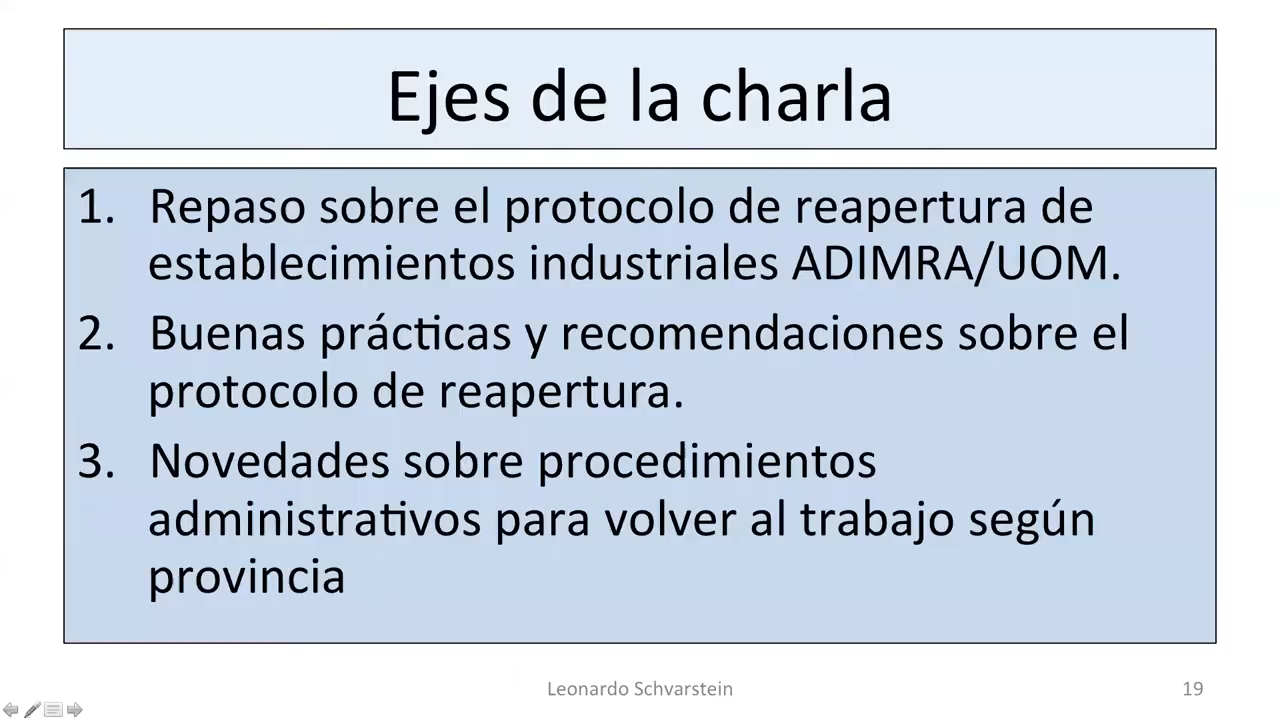 Ejes de la charla
1. Repaso sobre el protocolo de reapertura de
establecimientos industriales ADIMRA/UOM.
2. Buenas prácticas y recomendaciones sobre el
protocolo de reapertura.
3. Novedades sobre procedimientos
administrativos para volver al trabajo según
provincia
Leonardo Schvarstein
19